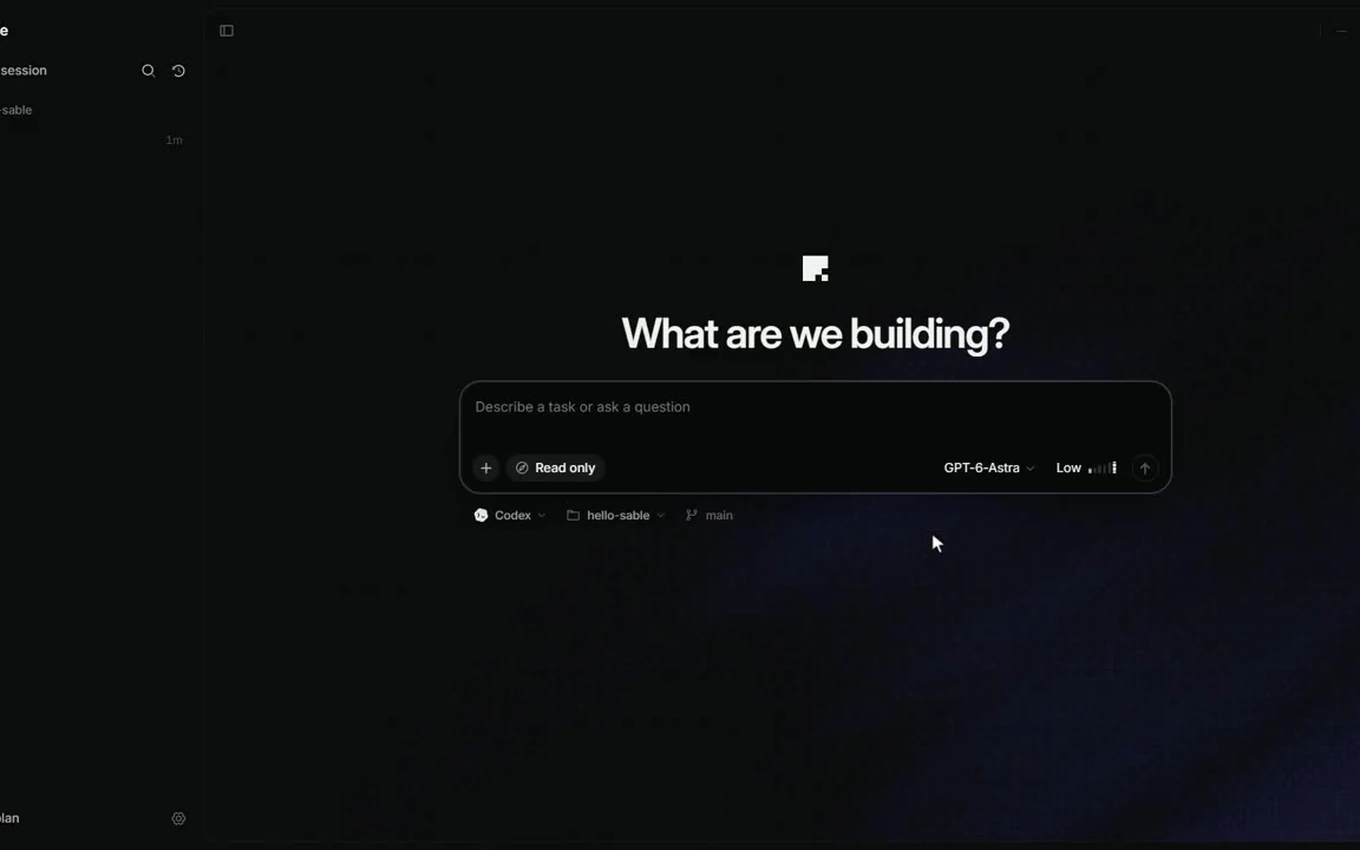 e
session
-sable
1m
What are we building?
Describe a task or ask a question
Read only
GPT-6-Astra
Low
Codex
hello-sable
main
lan